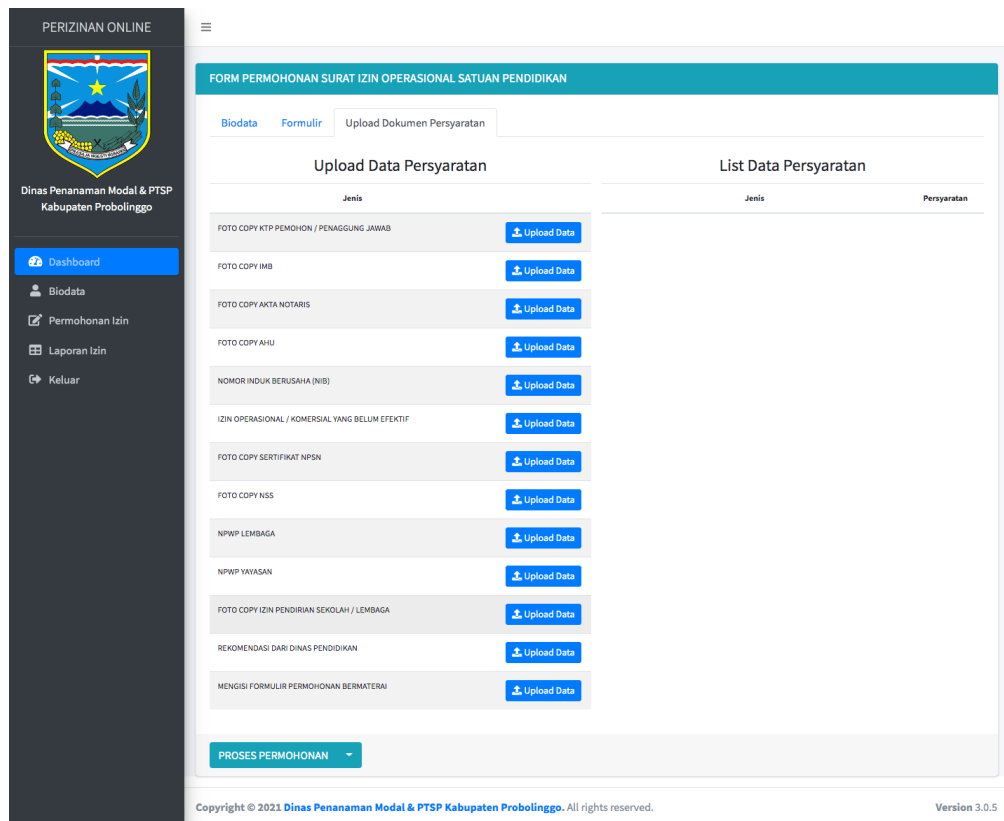 PERIZINAN ONLINE
Dinas Penanaman Modal & PTSP
Kabupaten Probolinggo
Dashboard
Biodata
Permohonan Izin
Laporan Izin
Keluar
FORM PERMOHONAN SURAT IZIN OPERASIONAL SATUAN PENDIDIKAN
Biodata Formulir Upload Dokumen Persyaratan
Upload Data Persyaratan
Jenis
FOTO COPY KTP PEMOHON / PENAGGUNG JAWAB Upload Data
FOTO COPY IMB Upload Data
FOTO COPY AKTA NOTARIS Upload Data
FOTO COPY AHU Upload Data
NOMOR INDUK BERUSAHA (NIB) Upload Data
IZIN OPERASIONAL / KOMERSIAL YANG BELUM EFEKTIF Upload Data
FOTO COPY SERTIFIKAT NPSN Upload Data
FOTO COPY NSS Upload Data
NPWP LEMBAGA Upload Data
NPWP YAYASAN Upload Data
FOTO COPY IZIN PENDIRIAN SEKOLAH / LEMBAGA Upload Data
REKOMENDASI DARI DINAS PENDIDIKAN Upload Data
MENGISI FORMULIR PERMOHONAN BERMATERAI Upload Data
List Data Persyaratan
Jenis Persyaratan
PROSES PERMOHONAN
Copyright © 2021 Dinas Penanaman Modal & PTSP Kabupaten Probolinggo. All rights reserved. Version 3.0.5